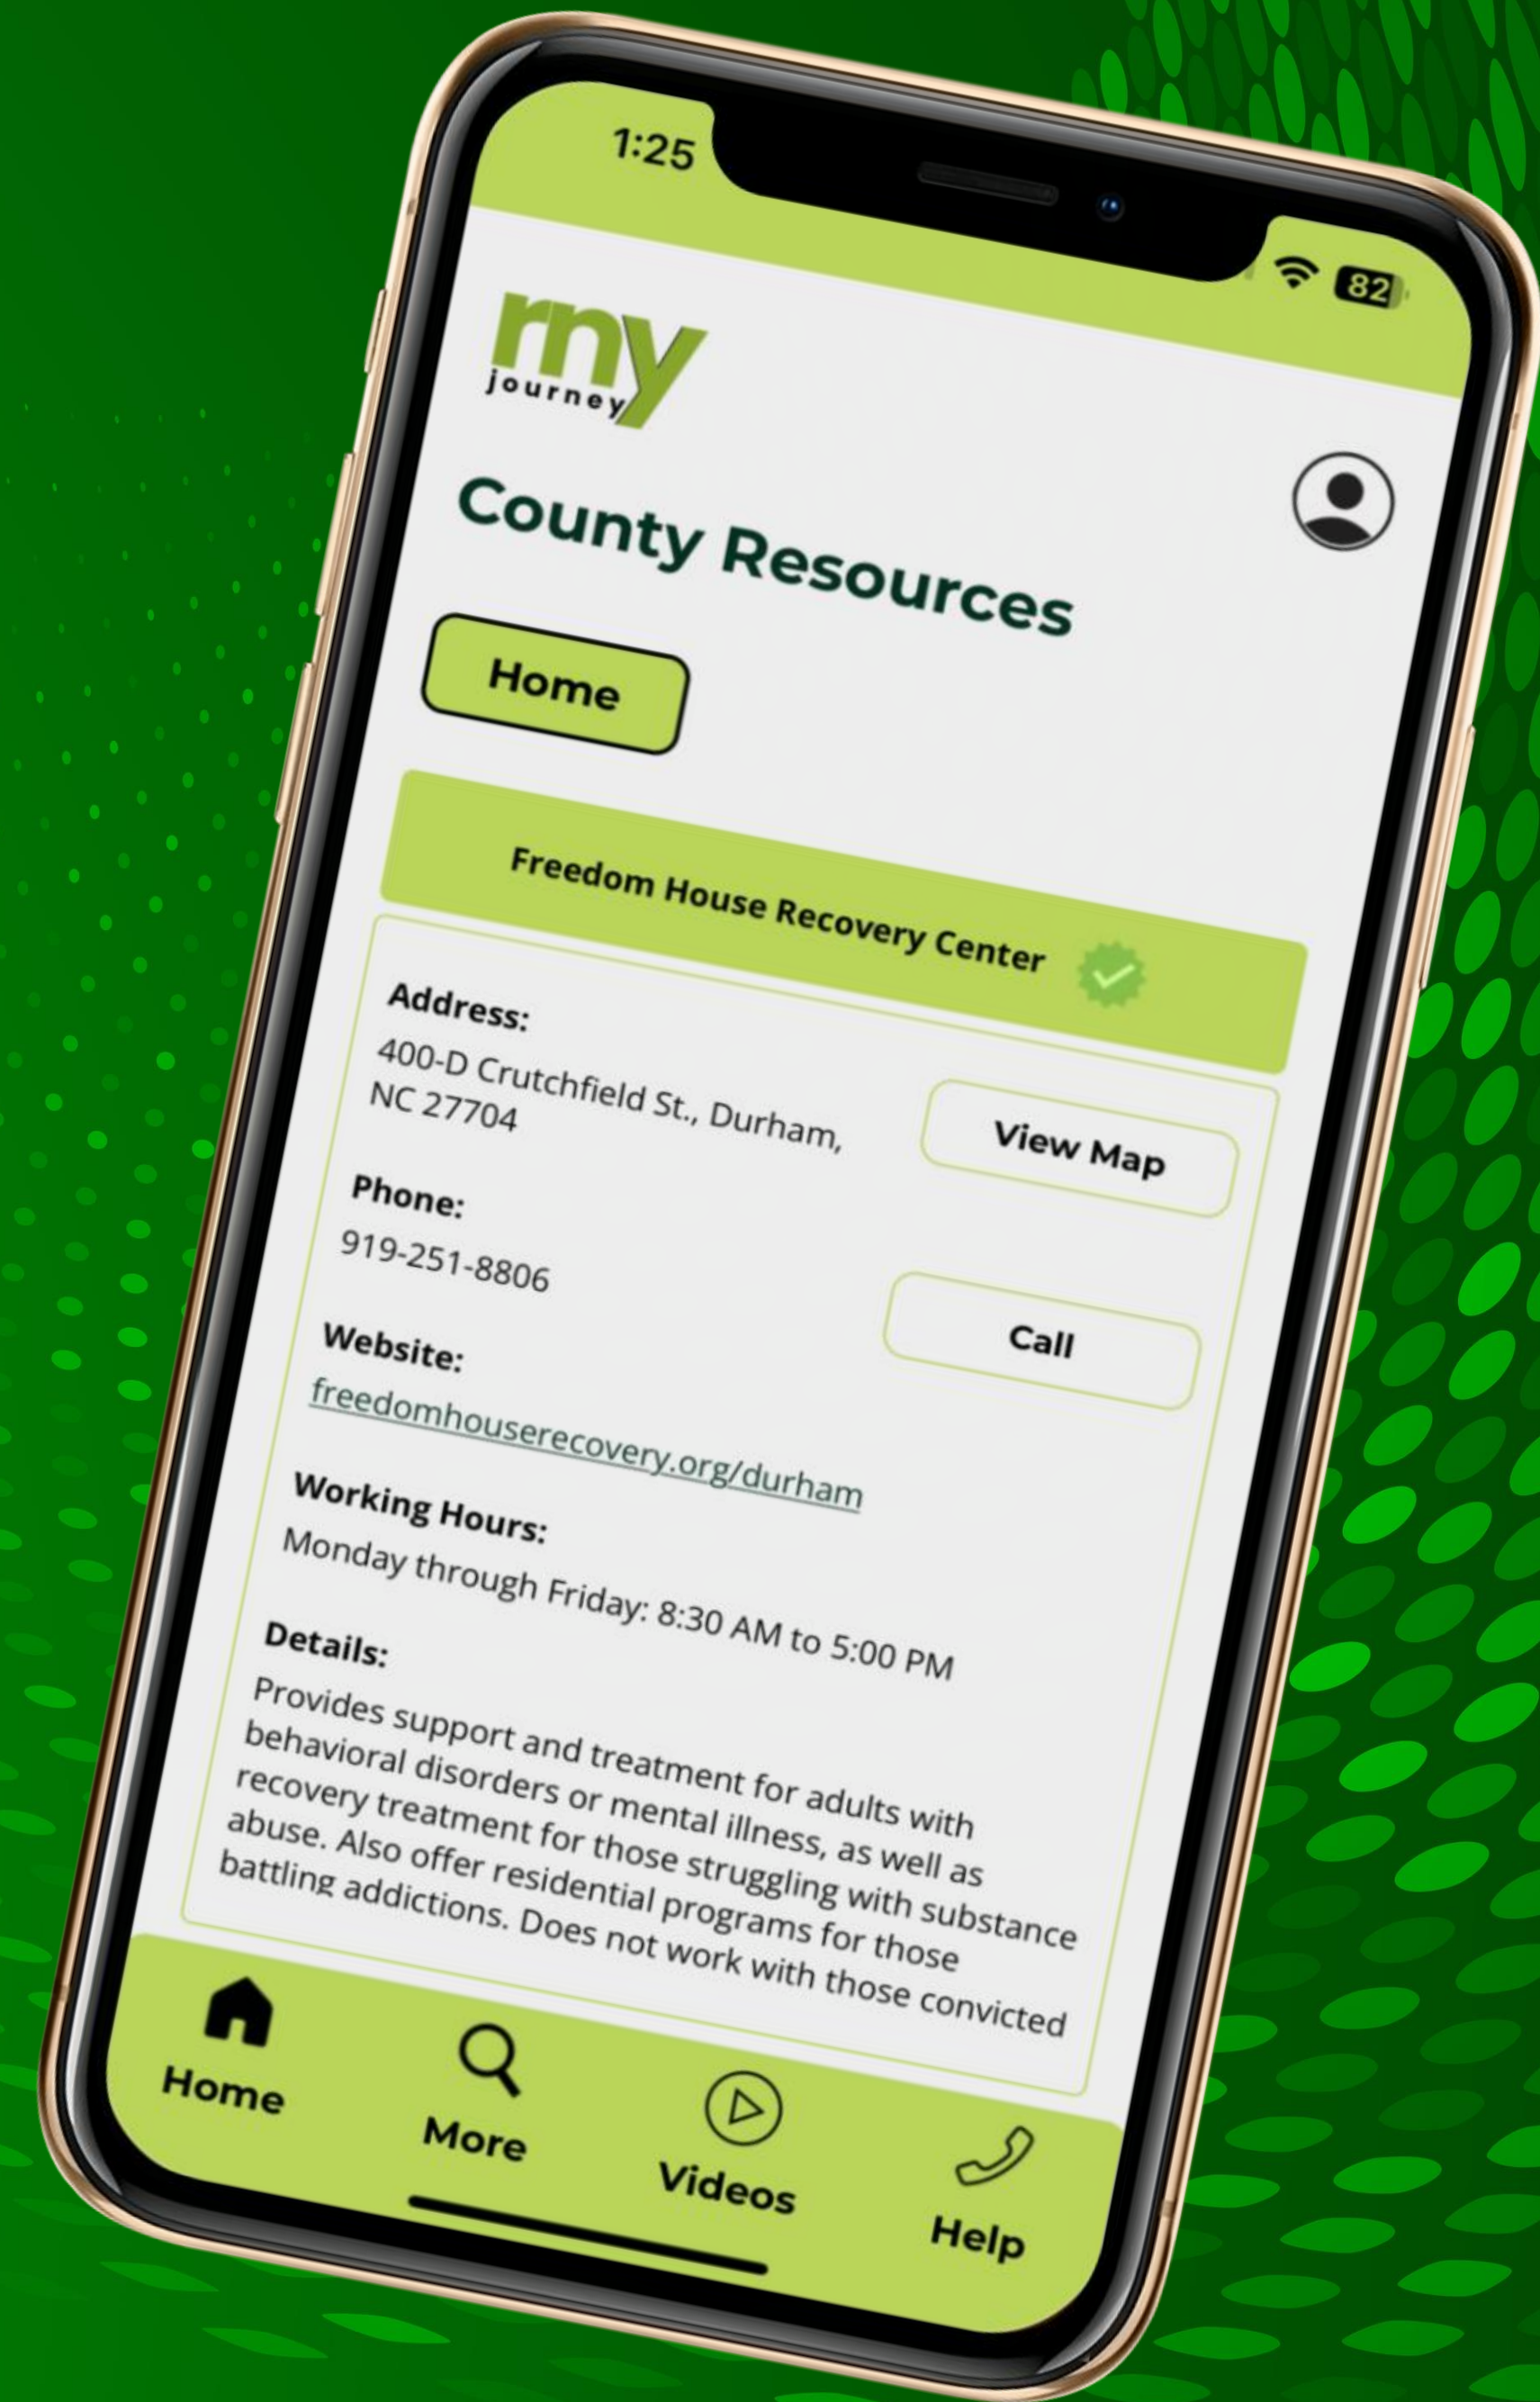 1:25
82
my
journey
County Resources
Home
Freedom House Recovery Center
Address:
400-D Crutchfield St., Durham,
NC 27704
View Map
Phone:
919-251-8806
Call
Website:
freedomhouserecovery.org/durham
Working Hours:
Monday through Friday: 8:30 AM to 5:00 PM
Details:
Provides support and treatment for adults with
behavioral disorders or mental illness, as well as
recovery treatment for those struggling with substance
abuse. Also offer residential programs for those
battling addictions. Does not work with those convicted
Home
More
Videos
Help